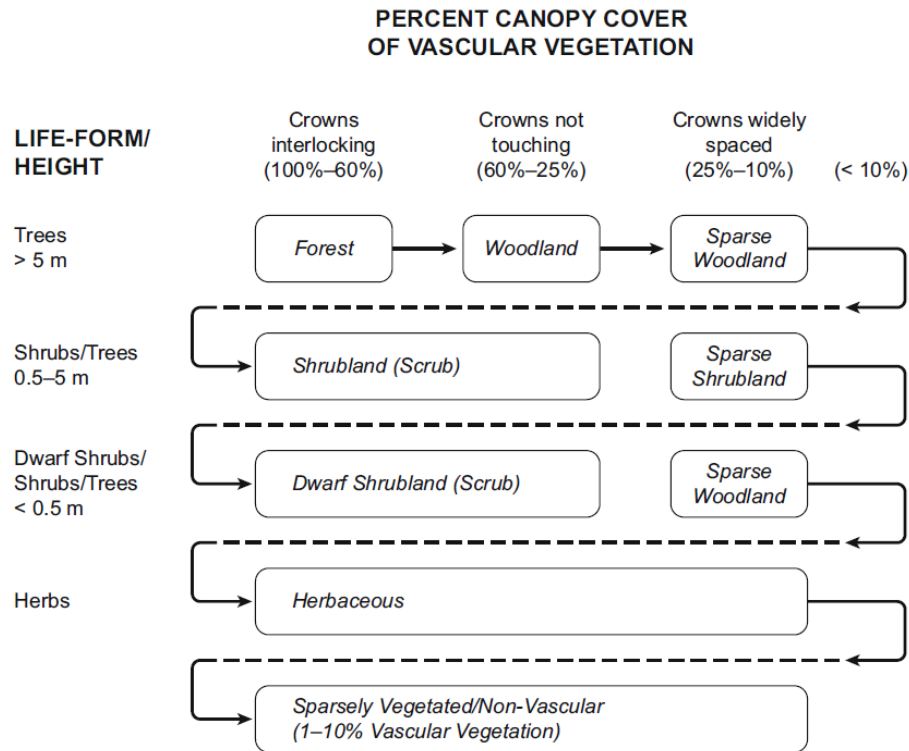 PERCENT CANOPY COVER
OF VASCULAR VEGETATION
LIFE-FORM/
HEIGHT
Crowns
interlocking
(100%–60%)
Crowns not
touching
(60%–25%)
Crowns widely
spaced
(25%–10%)
(< 10%)
Trees
> 5 m
Forest
Woodland
Sparse
Woodland
Shrubs/Trees
0.5–5 m
Shrubland (Scrub)
Sparse
Shrubland
Dwarf Shrubs/
Shrubs/Trees
< 0.5 m
Dwarf Shrubland (Scrub)
Sparse
Woodland
Herbs
Herbaceous
Sparsely Vegetated/Non-Vascular
(1–10% Vascular Vegetation)